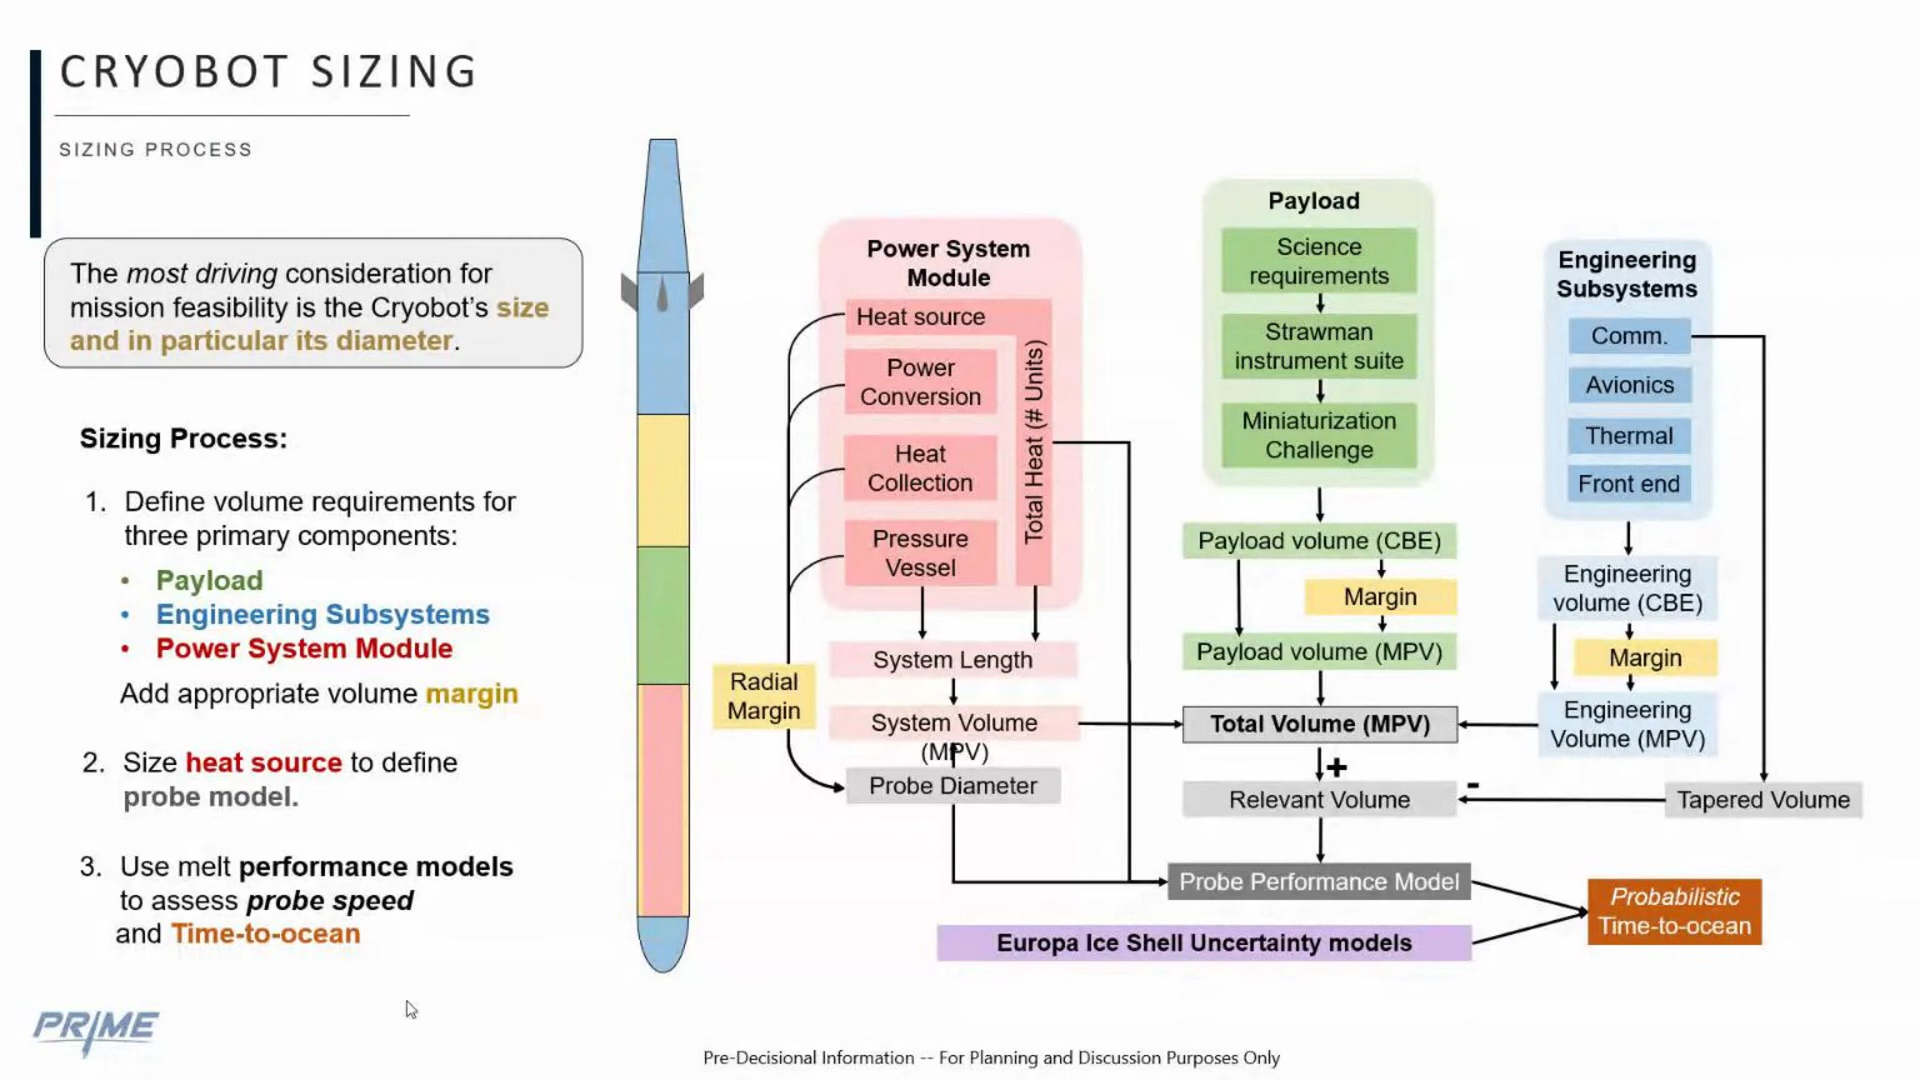 CRYOBOT SIZING
SIZING PROCESS
The most driving consideration for
mission feasibility is the Cryobot's size
and in particular its diameter.
Sizing Process:
1. Define volume requirements for
three primary components:
• Payload
• Engineering Subsystems
• Power System Module
Add appropriate volume margin
2. Size heat source to define
probe model.
3. Use melt performance models
to assess probe speed
and Time-to-ocean
Power System
Module
Heat source
Power
Conversion
Heat
Collection
Pressure
Vessel
Total Heat (# Units)
Radial
Margin
System Length
System Volume
(MPV)
Probe Diameter
Payload
Science
requirements
Strawman
instrument suite
Miniaturization
Challenge
Payload volume (CBE)
Margin
Payload volume (MPV)
Total Volume (MPV)
+
Relevant Volume
-
Probe Performance Model
Europa Ice Shell Uncertainty models
Engineering
Subsystems
Comm.
Avionics
Thermal
Front end
Engineering
volume (CBE)
Margin
Engineering
Volume (MPV)
Tapered Volume
Probabilistic
Time-to-ocean
PRIME
Pre-Decisional Information -- For Planning and Discussion Purposes Only